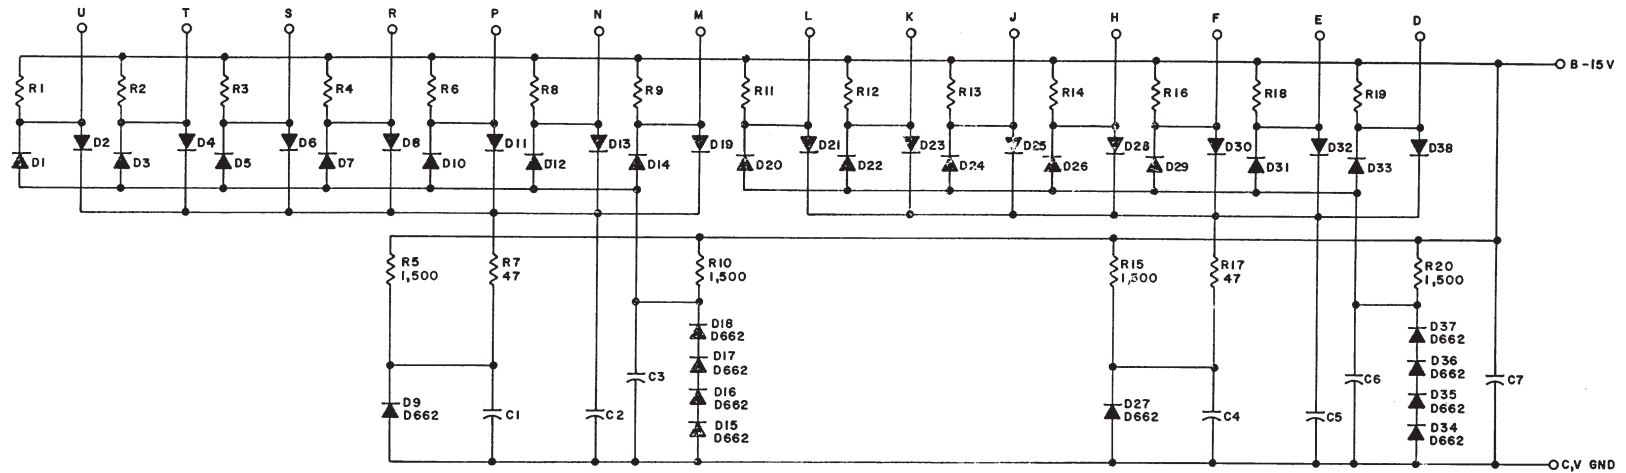 U T S R P N M L K J H F E D
B -15V
R1 R2 R3 R4 R6 R8 R9 R11 R12 R13 R14 R16 R18 R19
D2 D4 D6 D8 D11 D13 D19 D21 D23 D25 D28 D30 D32 D38
D1 D3 D5 D7 D10 D12 D14 D20 D22 D24 D26 D29 D31 D33
R5 R7 R10 R15 R17 R20
1,500 47 1,500 1,500 47 1,500
D18
D662
D17
D662
D16
D662
D15
D662
D37
D662
D36
D662
D35
D662
D34
D662
C3 C6 C7
D9
D662
C1 C2
D27
D662
C4 C5
C,V GND